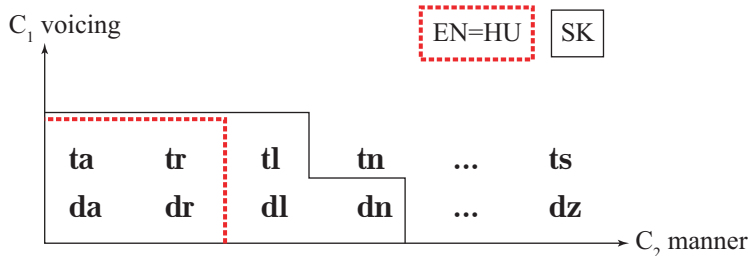 C₁ voicing
EN=HU SK
ta tr tl tn ... ts
da dr dl dn ... dz
C₂ manner